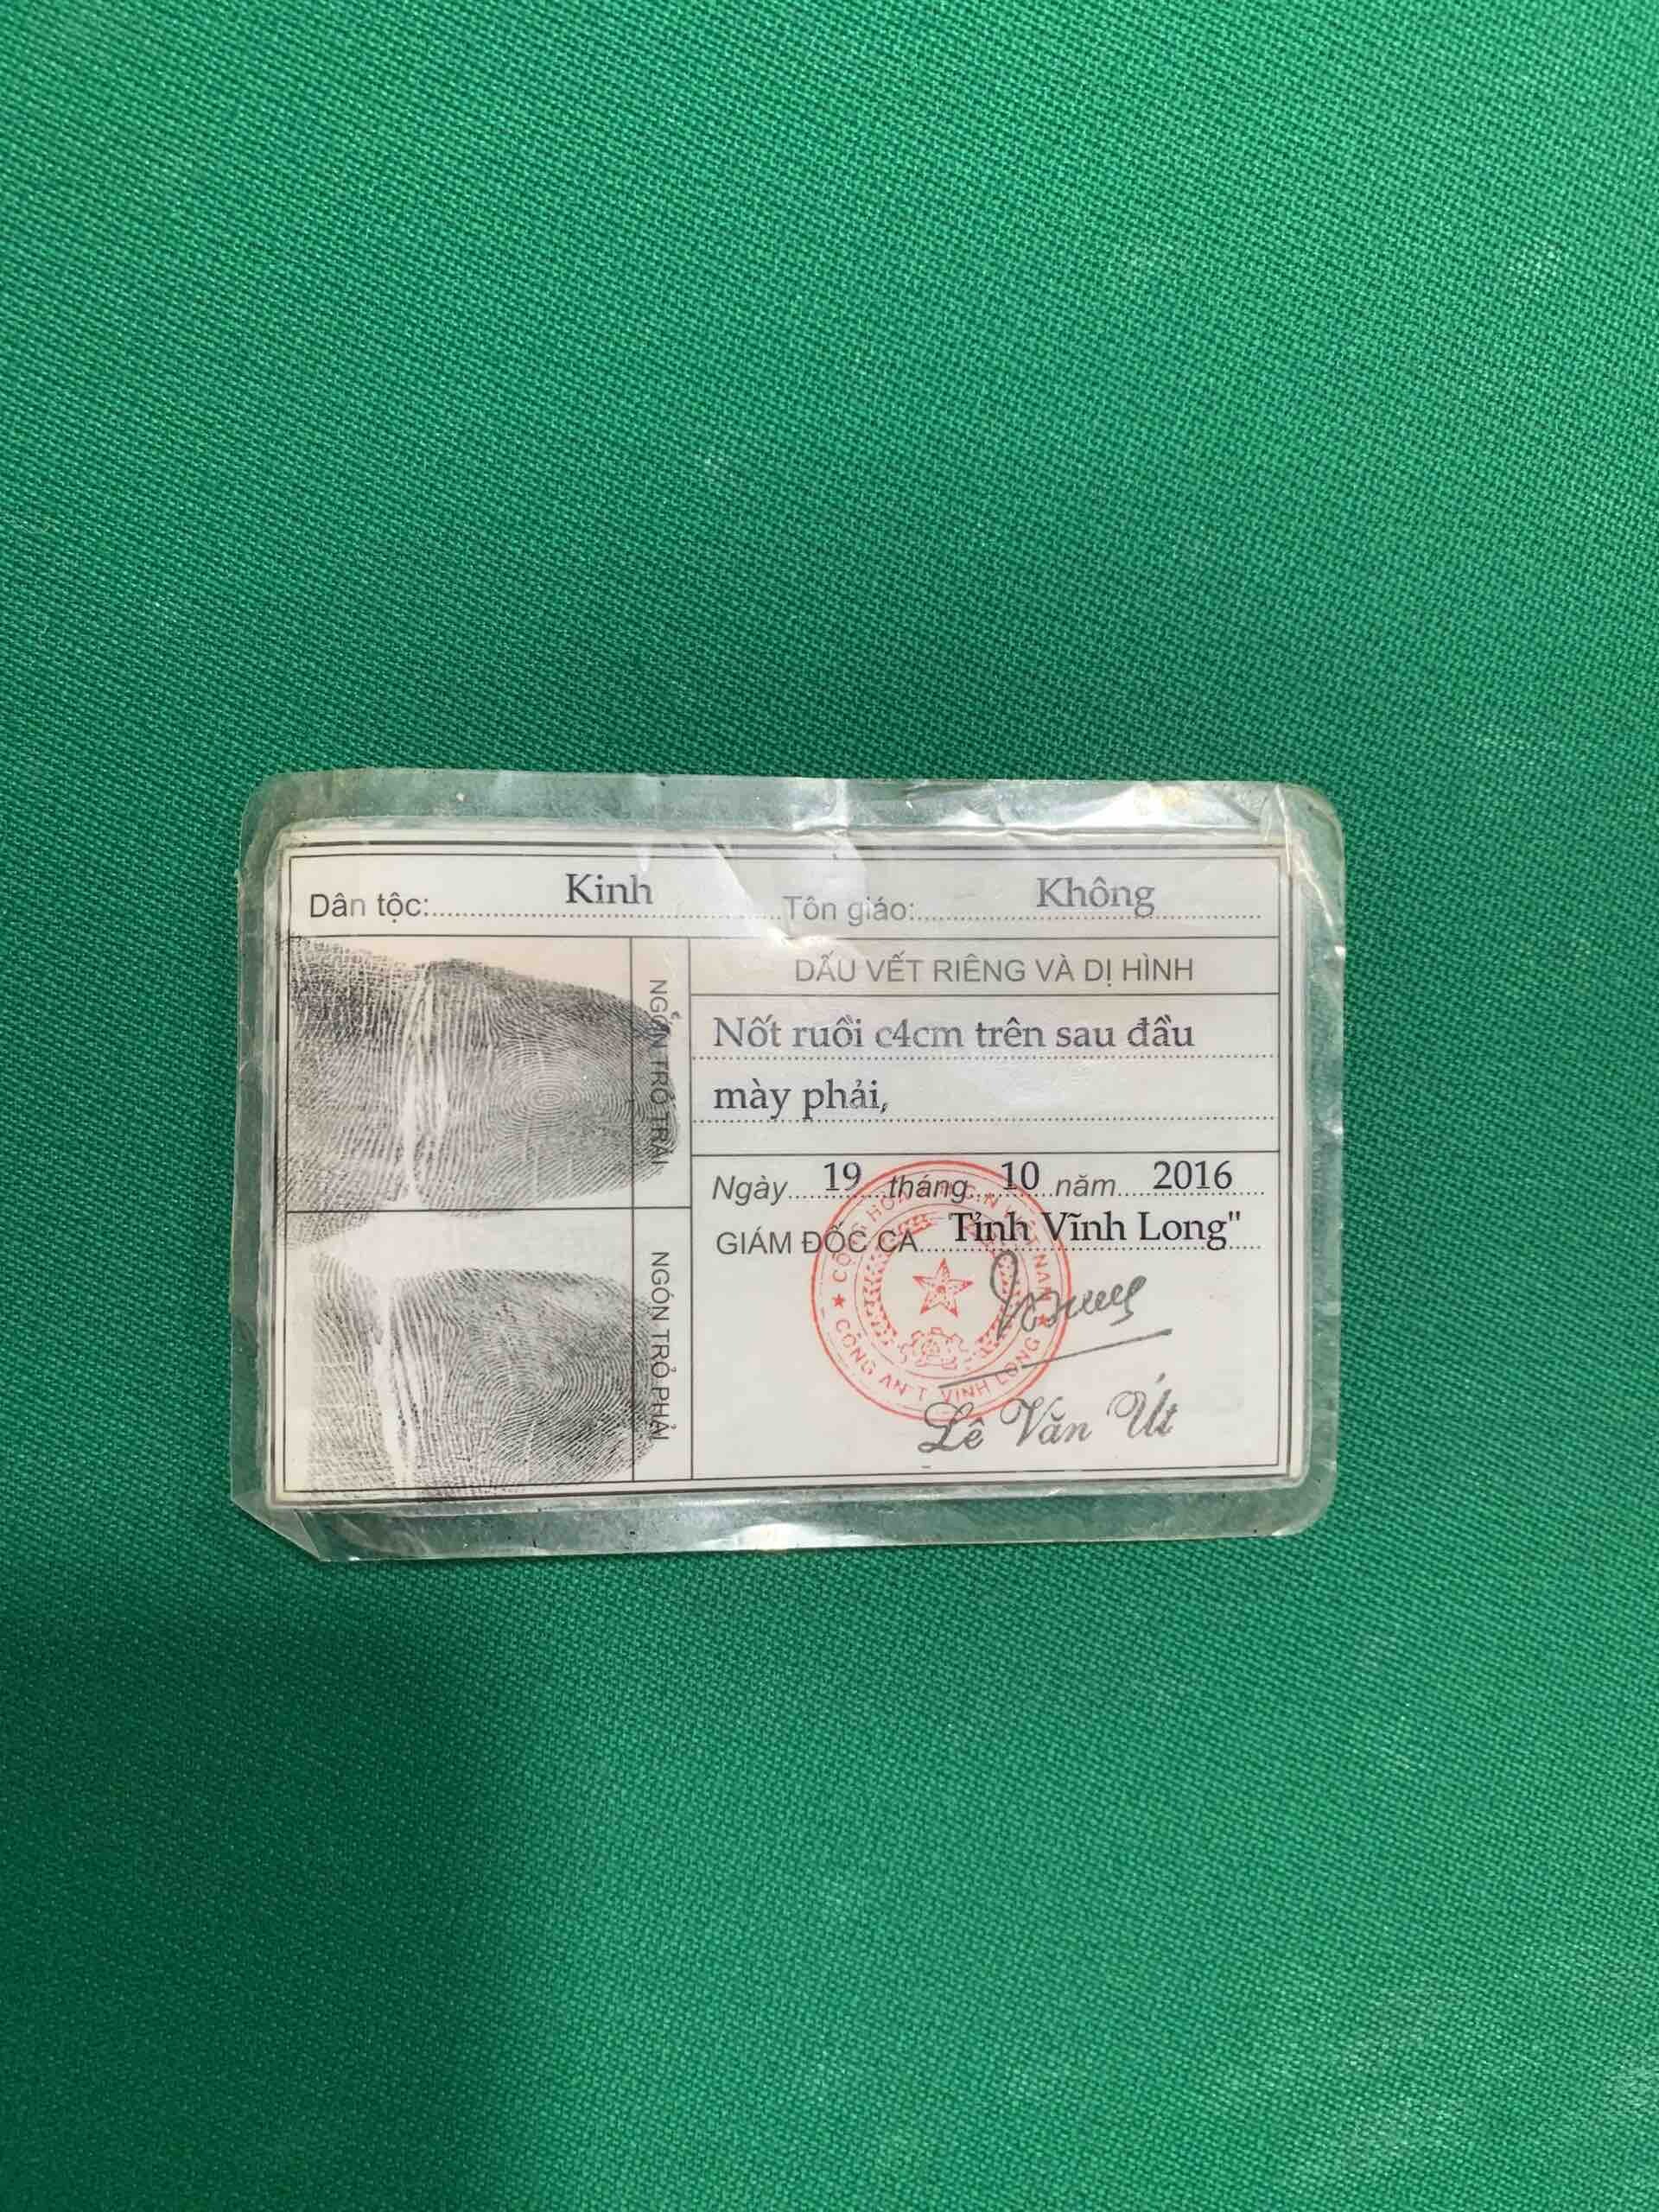 Dân tộc: Kinh Tôn giáo: Không
NGÓN TRỎ TRÁI
NGÓN TRỎ PHẢI
DẤU VẾT RIÊNG VÀ DỊ HÌNH
Nốt ruồi c4cm trên sau đầu
mày phải,
Ngày 19 tháng 10 năm 2016
GIÁM ĐỐC CA Tỉnh Vĩnh Long"
CÔNG AN T. VĨNH LONG
Lê Văn Út